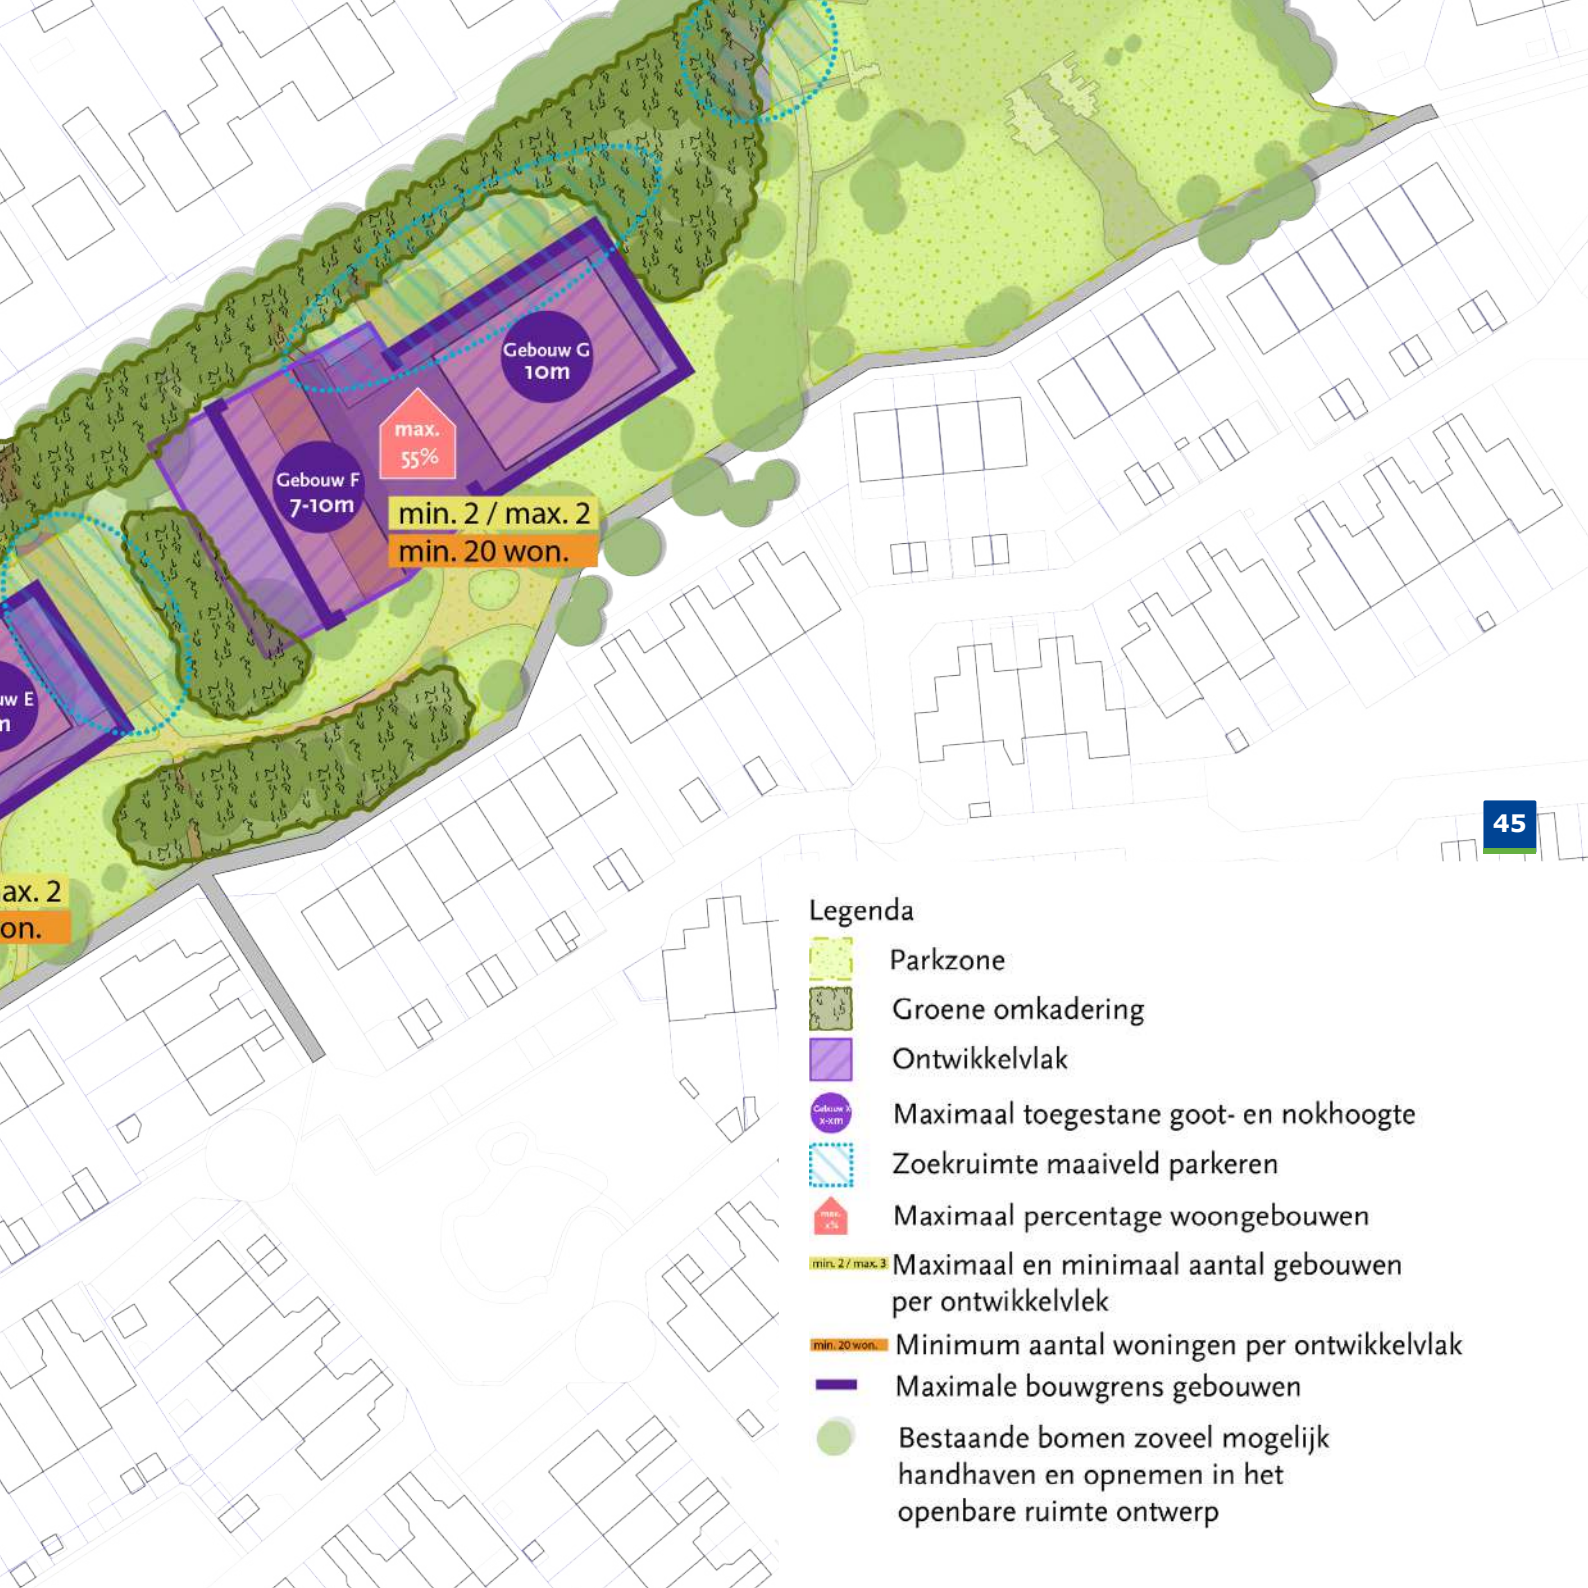 Gebouw G
10m
max.
55%
Gebouw F
7-10m
min. 2 / max. 2
min. 20 won.
uw E
m
ax. 2
on.
45
Legenda
Parkzone
Groene omkadering
Ontwikkelvlak
Gebouw X
x-xm
Maximaal toegestane goot- en nokhoogte
Zoekruimte maaiveld parkeren
max.
x%
Maximaal percentage woongebouwen
min. 2 / max. 3 Maximaal en minimaal aantal gebouwen
per ontwikkelvlek
min. 20 won. Minimum aantal woningen per ontwikkelvlak
Maximale bouwgrens gebouwen
Bestaande bomen zoveel mogelijk
handhaven en opnemen in het
openbare ruimte ontwerp